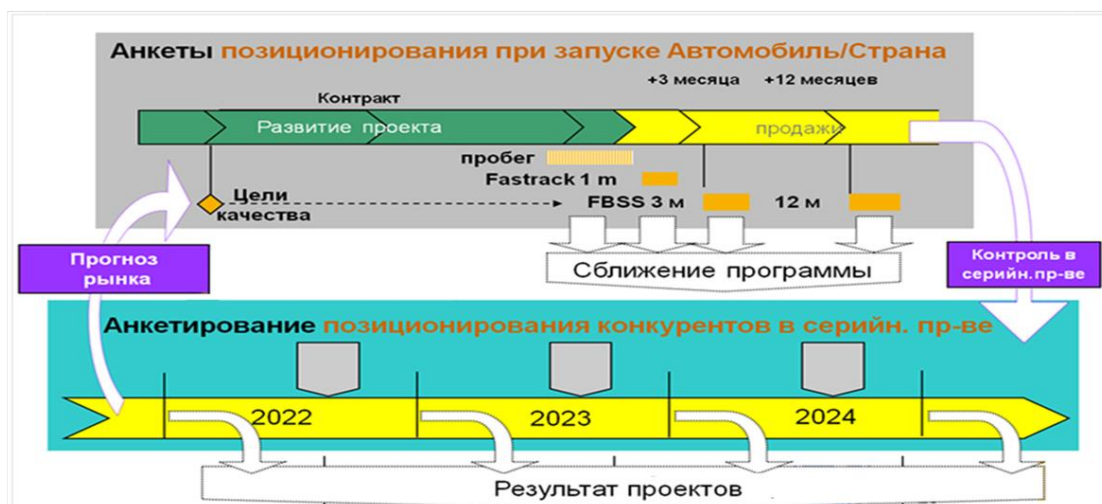 Анкеты позиционирования при запуске Автомобиль/Страна
+3 месяца +12 месяцев
Контракт
Развитие проекта продажи
пробег
Fastrack 1 m
Цели
качества
FBSS 3 м 12 м
Прогноз
рынка
Сближение программы
Контроль в
серийн.пр-ве
Анкетирование позиционирования конкурентов в серийн. пр-ве
2022 2023 2024
Результат проектов